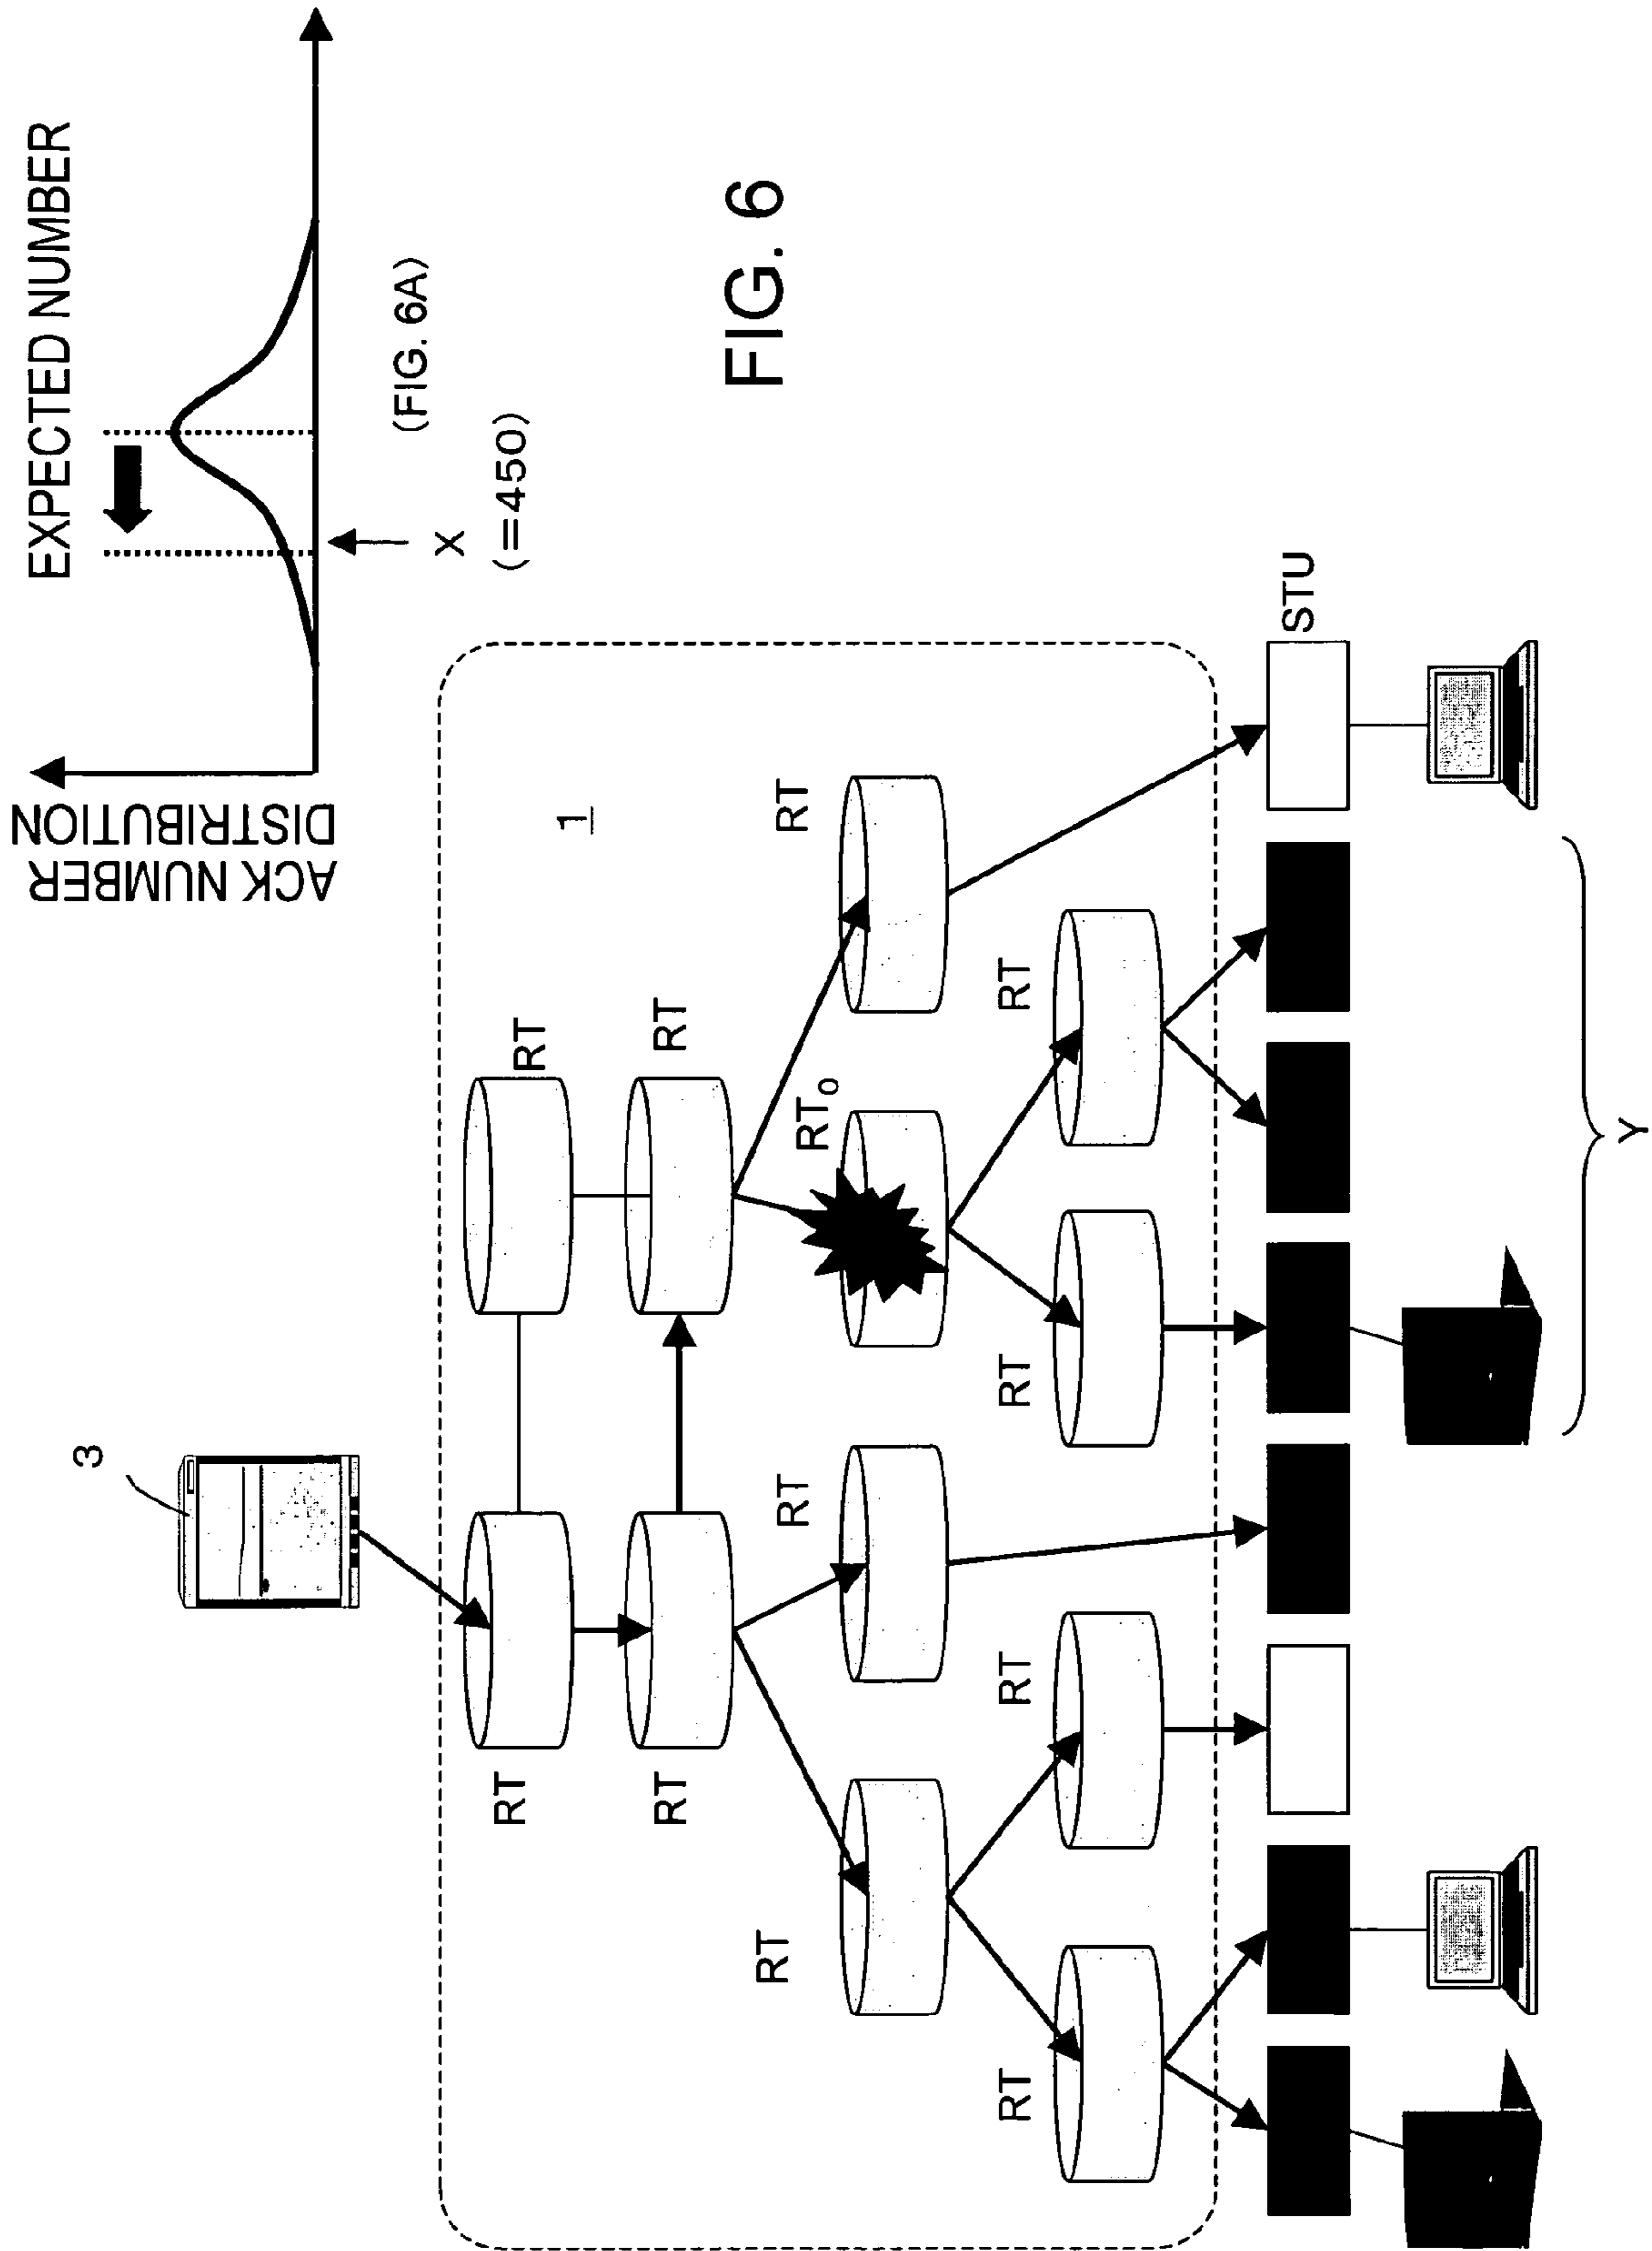 EXPECTED NUMBER
ACK NUMBER
DISTRIBUTION
(FIG. 6A)
X
(=450)
FIG. 6
3
1
RT
RT
RT
RT
RT
RT
RT₀
RT
RT
RT
RT
RT
STU
Y